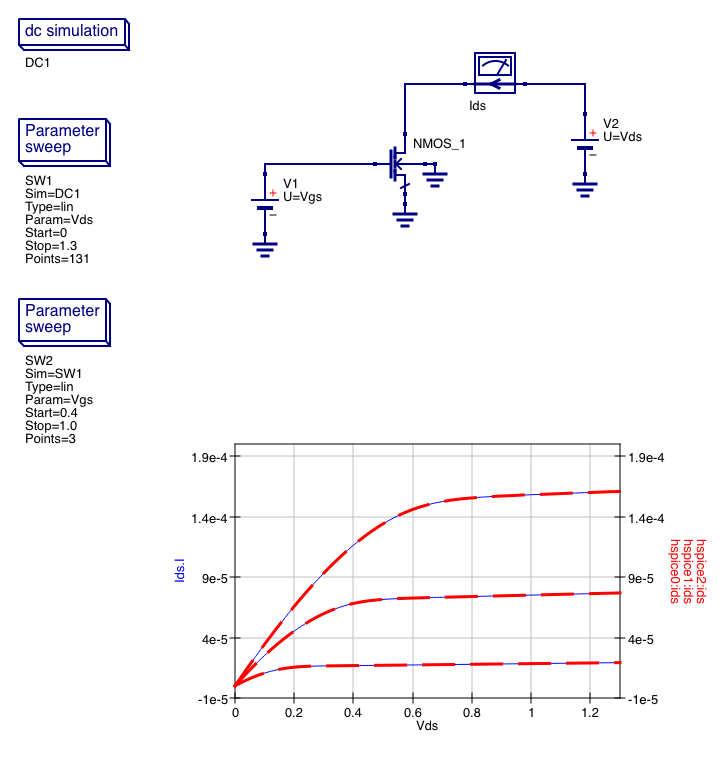 dc simulation
DC1
Parameter
sweep
SW1
Sim=DC1
Type=lin
Param=Vds
Start=0
Stop=1.3
Points=131
Parameter
sweep
SW2
Sim=SW1
Type=lin
Param=Vgs
Start=0.4
Stop=1.0
Points=3
Ids
NMOS_1
V1
U=Vgs
+
−
V2
U=Vds
+
−
1.9e-4
1.4e-4
9e-5
4e-5
-1e-5
Ids.I
0
0.2
0.4
0.6
0.8
1
1.2
Vds
1.9e-4
1.4e-4
9e-5
4e-5
-1e-5
hspice2:ids
hspice1:ids
hspice0:ids